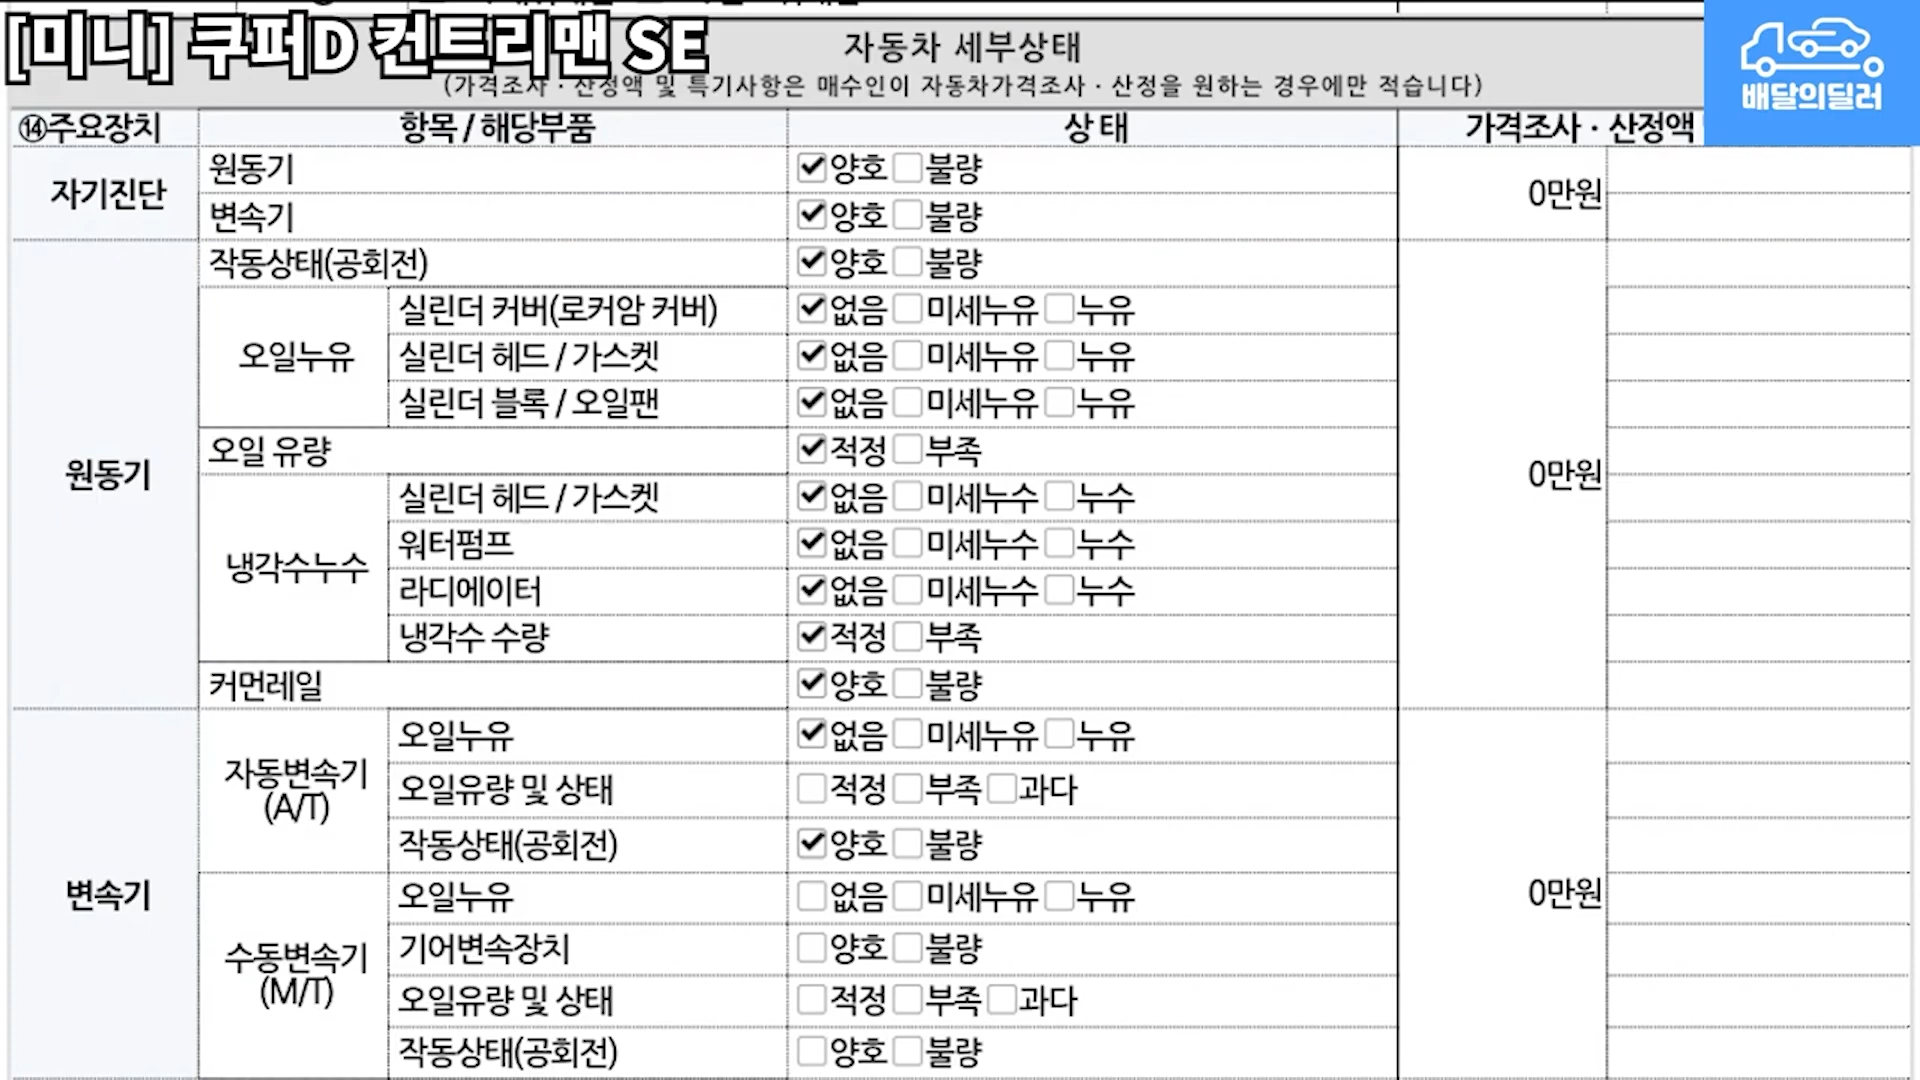 [미니] 쿠퍼D 컨트리맨 SE
자동차 세부상태
(가격조사 · 산정액 및 특기사항은 매수인이 자동차가격조사 · 산정을 원하는 경우에만 적습니다)
배달의딜러
⑭주요장치 항목 / 해당부품 상 태 가격조사 · 산정액
자기진단 원동기 양호 불량 0만원
변속기 양호 불량
원동기 작동상태(공회전) 양호 불량 0만원
오일누유 실린더 커버(로커암 커버) 없음 미세누유 누유
실린더 헤드 / 가스켓 없음 미세누유 누유
실린더 블록 / 오일팬 없음 미세누유 누유
오일 유량 적정 부족
냉각수누수 실린더 헤드 / 가스켓 없음 미세누수 누수
워터펌프 없음 미세누수 누수
라디에이터 없음 미세누수 누수
냉각수 수량 적정 부족
커먼레일 양호 불량
변속기 자동변속기 (A/T) 오일누유 없음 미세누유 누유 0만원
오일유량 및 상태 적정 부족 과다
작동상태(공회전) 양호 불량
수동변속기 (M/T) 오일누유 없음 미세누유 누유
기어변속장치 양호 불량
오일유량 및 상태 적정 부족 과다
작동상태(공회전) 양호 불량